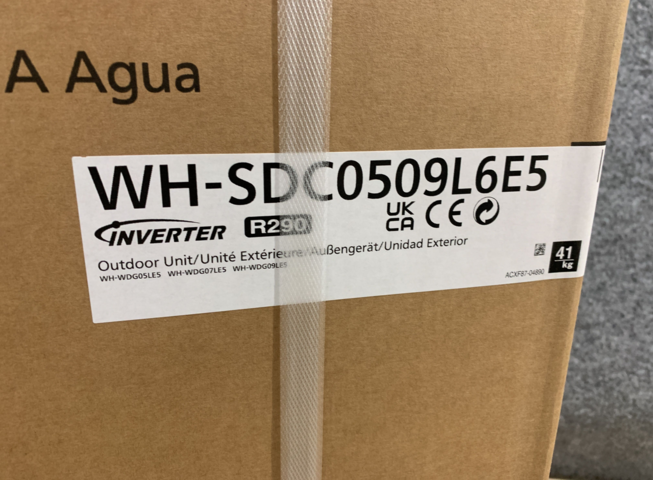 A Agua
WH-SDC0509L6E5
INVERTER R290
UK
CA CE
Outdoor Unit/Unité Extérieure/Außengerät/Unidad Exterior
WH-WDG05LE5 WH-WDG07LE5 WH-WDG09LE5
ACXF87-04890
41
kg